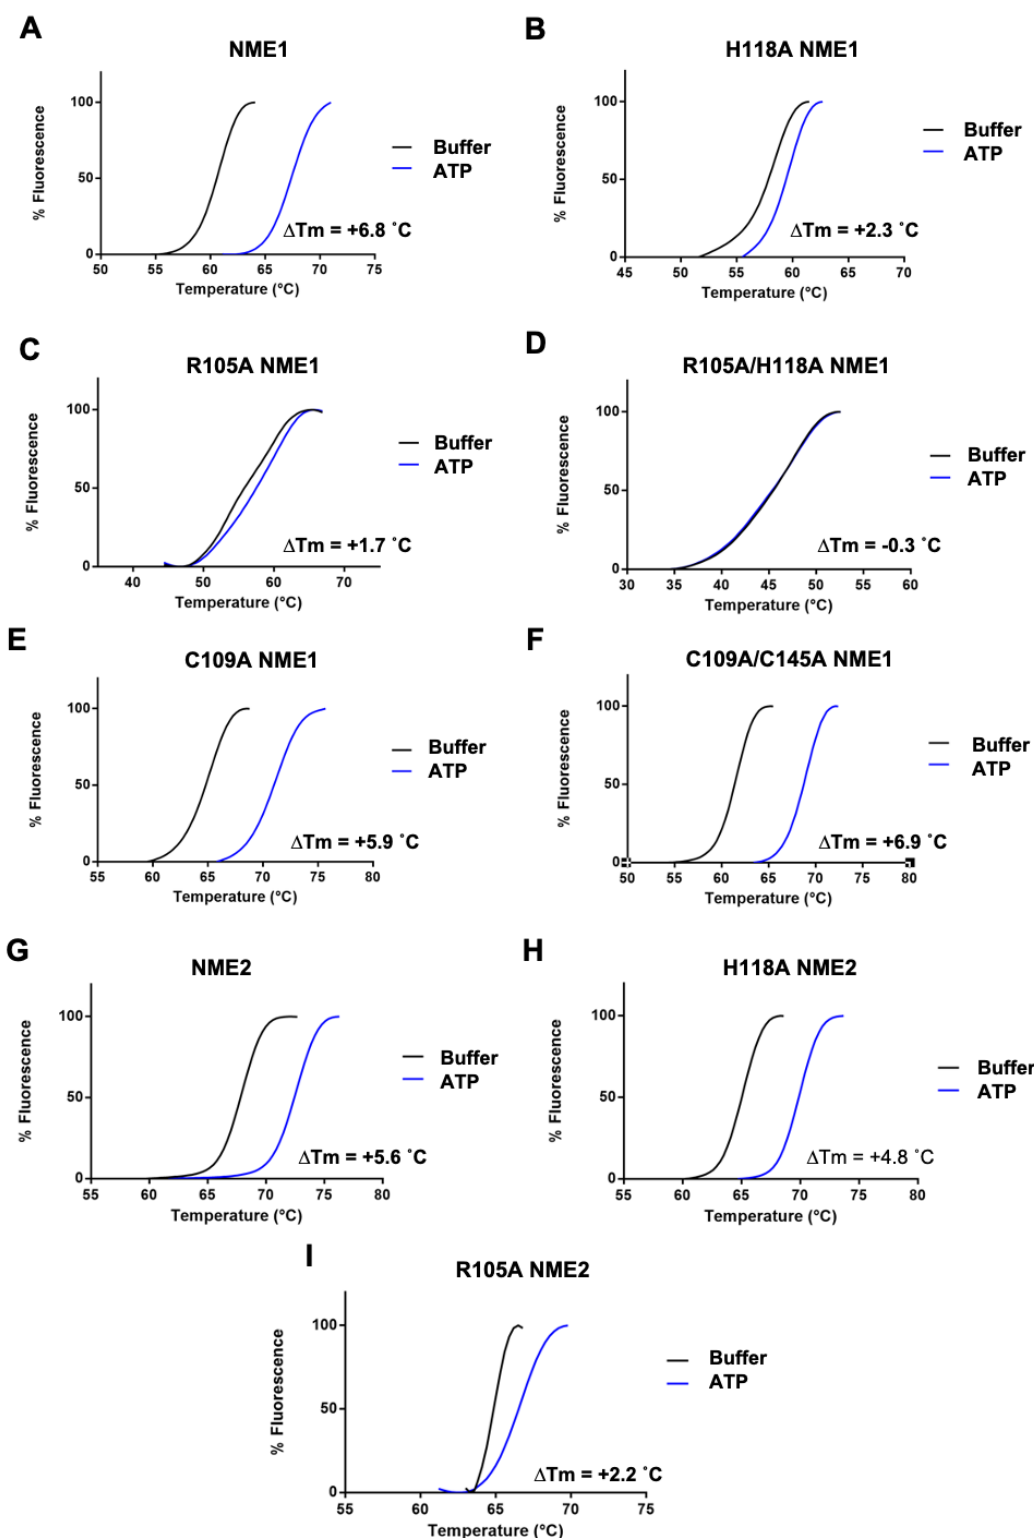 A
NME1
% Fluorescence
100
50
0
50 55 60 65 70 75
Temperature (°C)
Buffer
ATP
ΔTm = +6.8 ˚C
B
H118A NME1
% Fluorescence
100
50
0
45 50 55 60 65 70
Temperature (°C)
Buffer
ATP
ΔTm = +2.3 ˚C
C
R105A NME1
% Fluorescence
100
50
0
40 50 60 70
Temperature (°C)
Buffer
ATP
ΔTm = +1.7 ˚C
D
R105A/H118A NME1
% Fluorescence
100
50
0
30 35 40 45 50 55 60
Temperature (°C)
Buffer
ATP
ΔTm = -0.3 ˚C
E
C109A NME1
% Fluorescence
100
50
0
55 60 65 70 75 80
Temperature (°C)
Buffer
ATP
ΔTm = +5.9 ˚C
F
C109A/C145A NME1
% Fluorescence
100
50
0
50 55 60 65 70 75 80
Temperature (°C)
Buffer
ATP
ΔTm = +6.9 ˚C
G
NME2
% Fluorescence
100
50
0
55 60 65 70 75 80
Temperature (°C)
Buffer
ATP
ΔTm = +5.6 ˚C
H
H118A NME2
% Fluorescence
100
50
0
55 60 65 70 75 80
Temperature (°C)
Buffer
ATP
ΔTm = +4.8 ˚C
I
R105A NME2
% Fluorescence
100
50
0
55 60 65 70 75
Temperature (°C)
Buffer
ATP
ΔTm = +2.2 ˚C